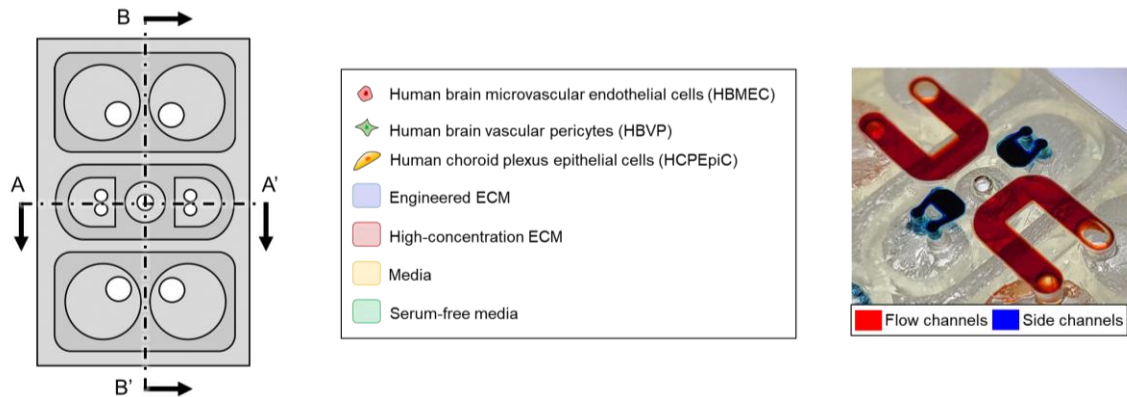 B
A
A'
B'
Human brain microvascular endothelial cells (HBMEC)
Human brain vascular pericytes (HBVP)
Human choroid plexus epithelial cells (HCPEpiC)
Engineered ECM
High-concentration ECM
Media
Serum-free media
Flow channels Side channels